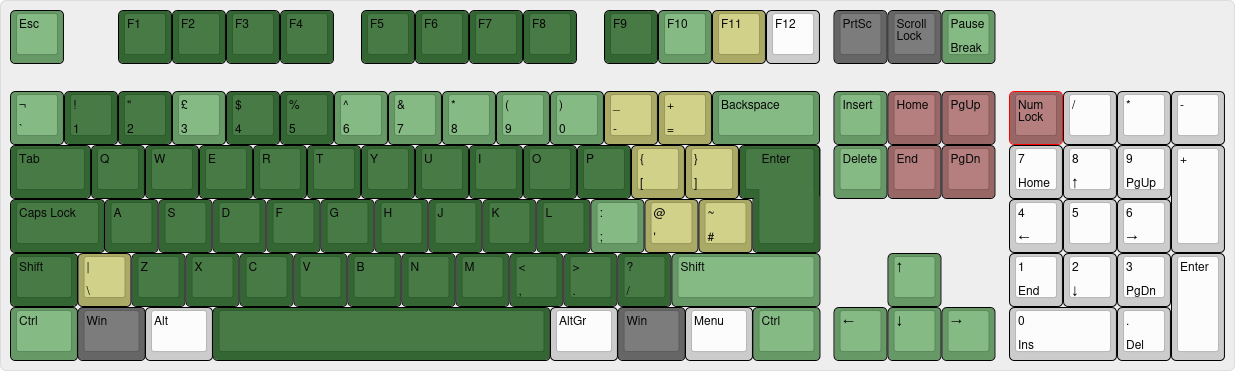 Esc F1 F2 F3 F4 F5 F6 F7 F8 F9 F10 F11 F12 PrtSc Scroll Lock Pause Break
¬ ` ! 1 " 2 £ 3 $ 4 % 5 ^ 6 & 7 * 8 ( 9 ) 0 _ - + = Backspace Insert Home PgUp Num Lock / * -
Tab Q W E R T Y U I O P { [ } ] Enter Delete End PgDn 7 Home 8 ↑ 9 PgUp +
Caps Lock A S D F G H J K L : ; @ ' ~ # 4 ← 5 6 →
Shift | \ Z X C V B N M < , > . ? / Shift ↑ 1 End 2 ↓ 3 PgDn Enter
Ctrl Win Alt AltGr Win Menu Ctrl ← ↓ → 0 Ins . Del